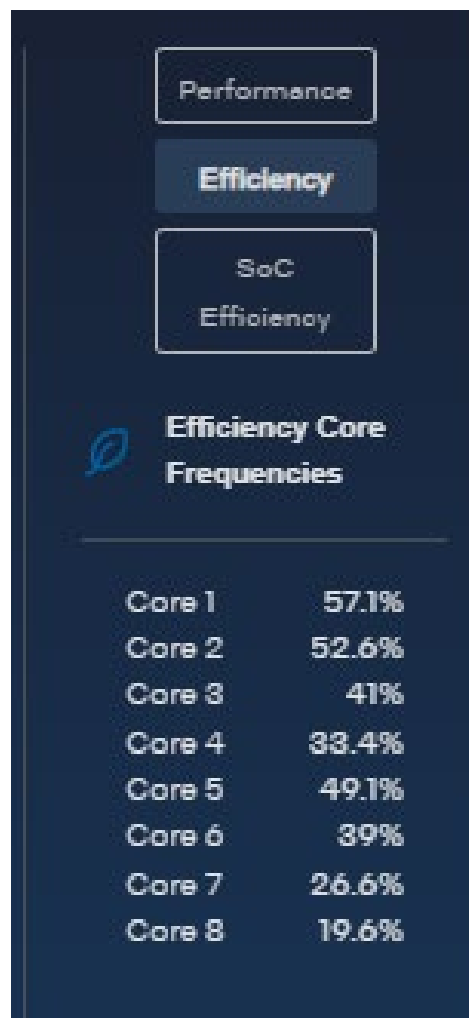 Performance
Efficiency
SoC
Efficiency
Efficiency Core
Frequencies
Core 1 57.1%
Core 2 52.6%
Core 3 41%
Core 4 33.4%
Core 5 49.1%
Core 6 39%
Core 7 26.6%
Core 8 19.6%